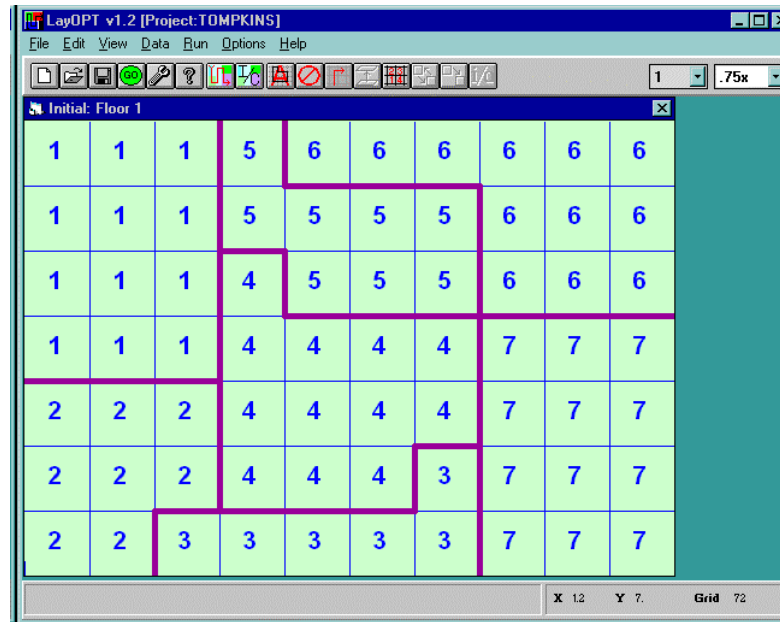 LayOPT v1.2 [Project:TOMPKINS]
File Edit View Data Run Options Help
GO T/C 1 .75x
Initial: Floor 1
1 1 1 5 6 6 6 6 6 6
1 1 1 5 5 5 5 6 6 6
1 1 1 4 5 5 5 6 6 6
1 1 1 4 4 4 4 7 7 7
2 2 2 4 4 4 4 7 7 7
2 2 2 4 4 4 3 7 7 7
2 2 3 3 3 3 3 7 7 7
X 1.2 Y 7. Grid 72